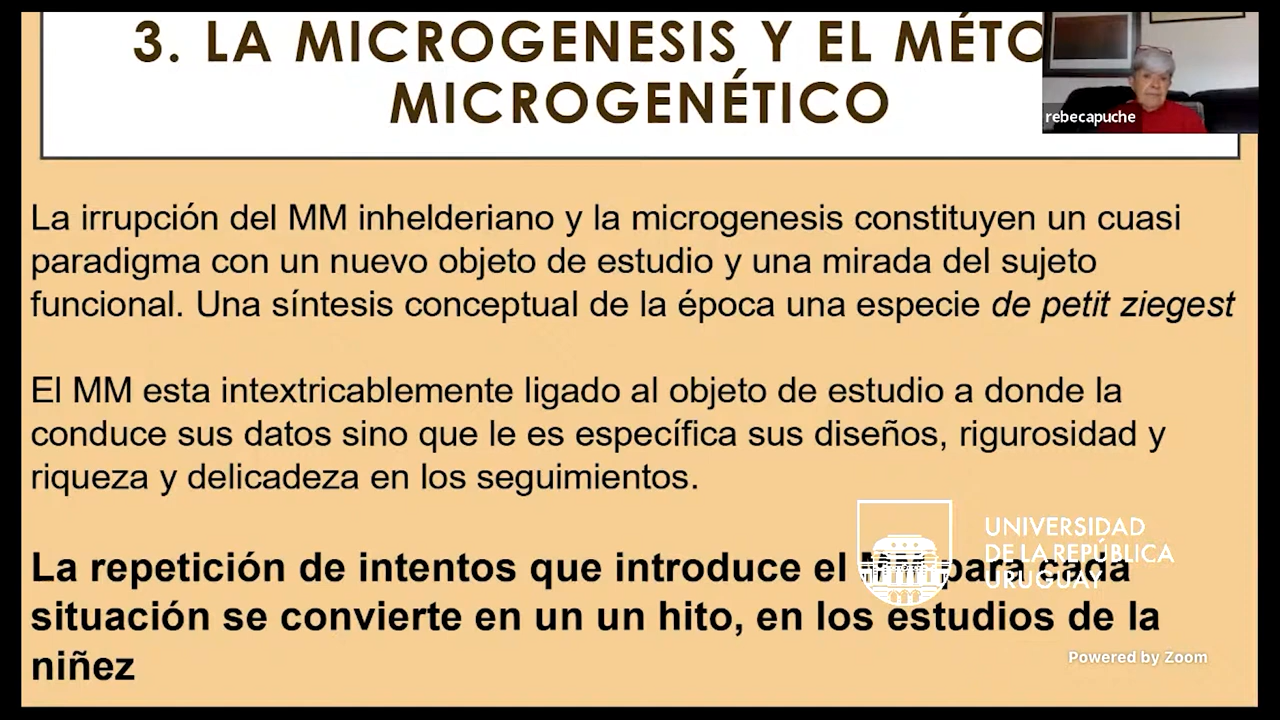 3. LA MICROGENESIS Y EL MÉTO
MICROGENÉTICO
rebecapuche
La irrupción del MM inhelderiano y la microgenesis constituyen un cuasi
paradigma con un nuevo objeto de estudio y una mirada del sujeto
funcional. Una síntesis conceptual de la época una especie de petit ziegest
El MM esta intextricablemente ligado al objeto de estudio a donde la
conduce sus datos sino que le es específica sus diseños, rigurosidad y
riqueza y delicadeza en los seguimientos.
La repetición de intentos que introduce el para cada
situación se convierte en un un hito, en los estudios de la
niñez
UNIVERSIDAD
DE LA REPÚBLICA
URUGUAY
Powered by Zoom